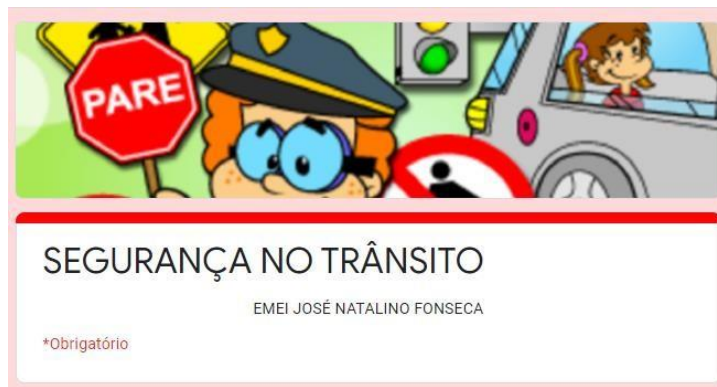 PARE
SEGURANÇA NO TRÂNSITO
EMEI JOSÉ NATALINO FONSECA
*Obrigatório